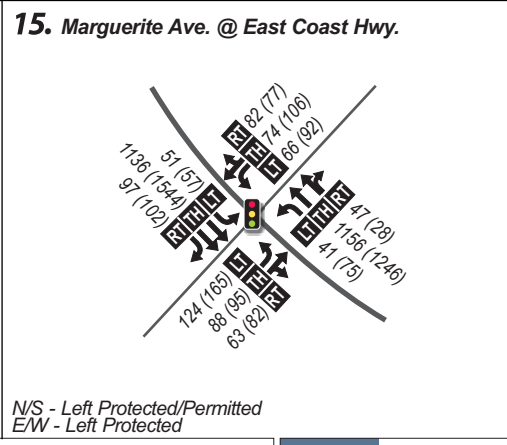 15. Marguerite Ave. @ East Coast Hwy.
RT 82 (77)
TH 74 (106)
LT 66 (92)
51 (57) LT
1136 (1544) TH
97 (102) RT
RT 47 (28)
TH 1156 (1246)
LT 41 (75)
124 (165) LT
88 (95) TH
63 (82) RT
N/S - Left Protected/Permitted
E/W - Left Protected